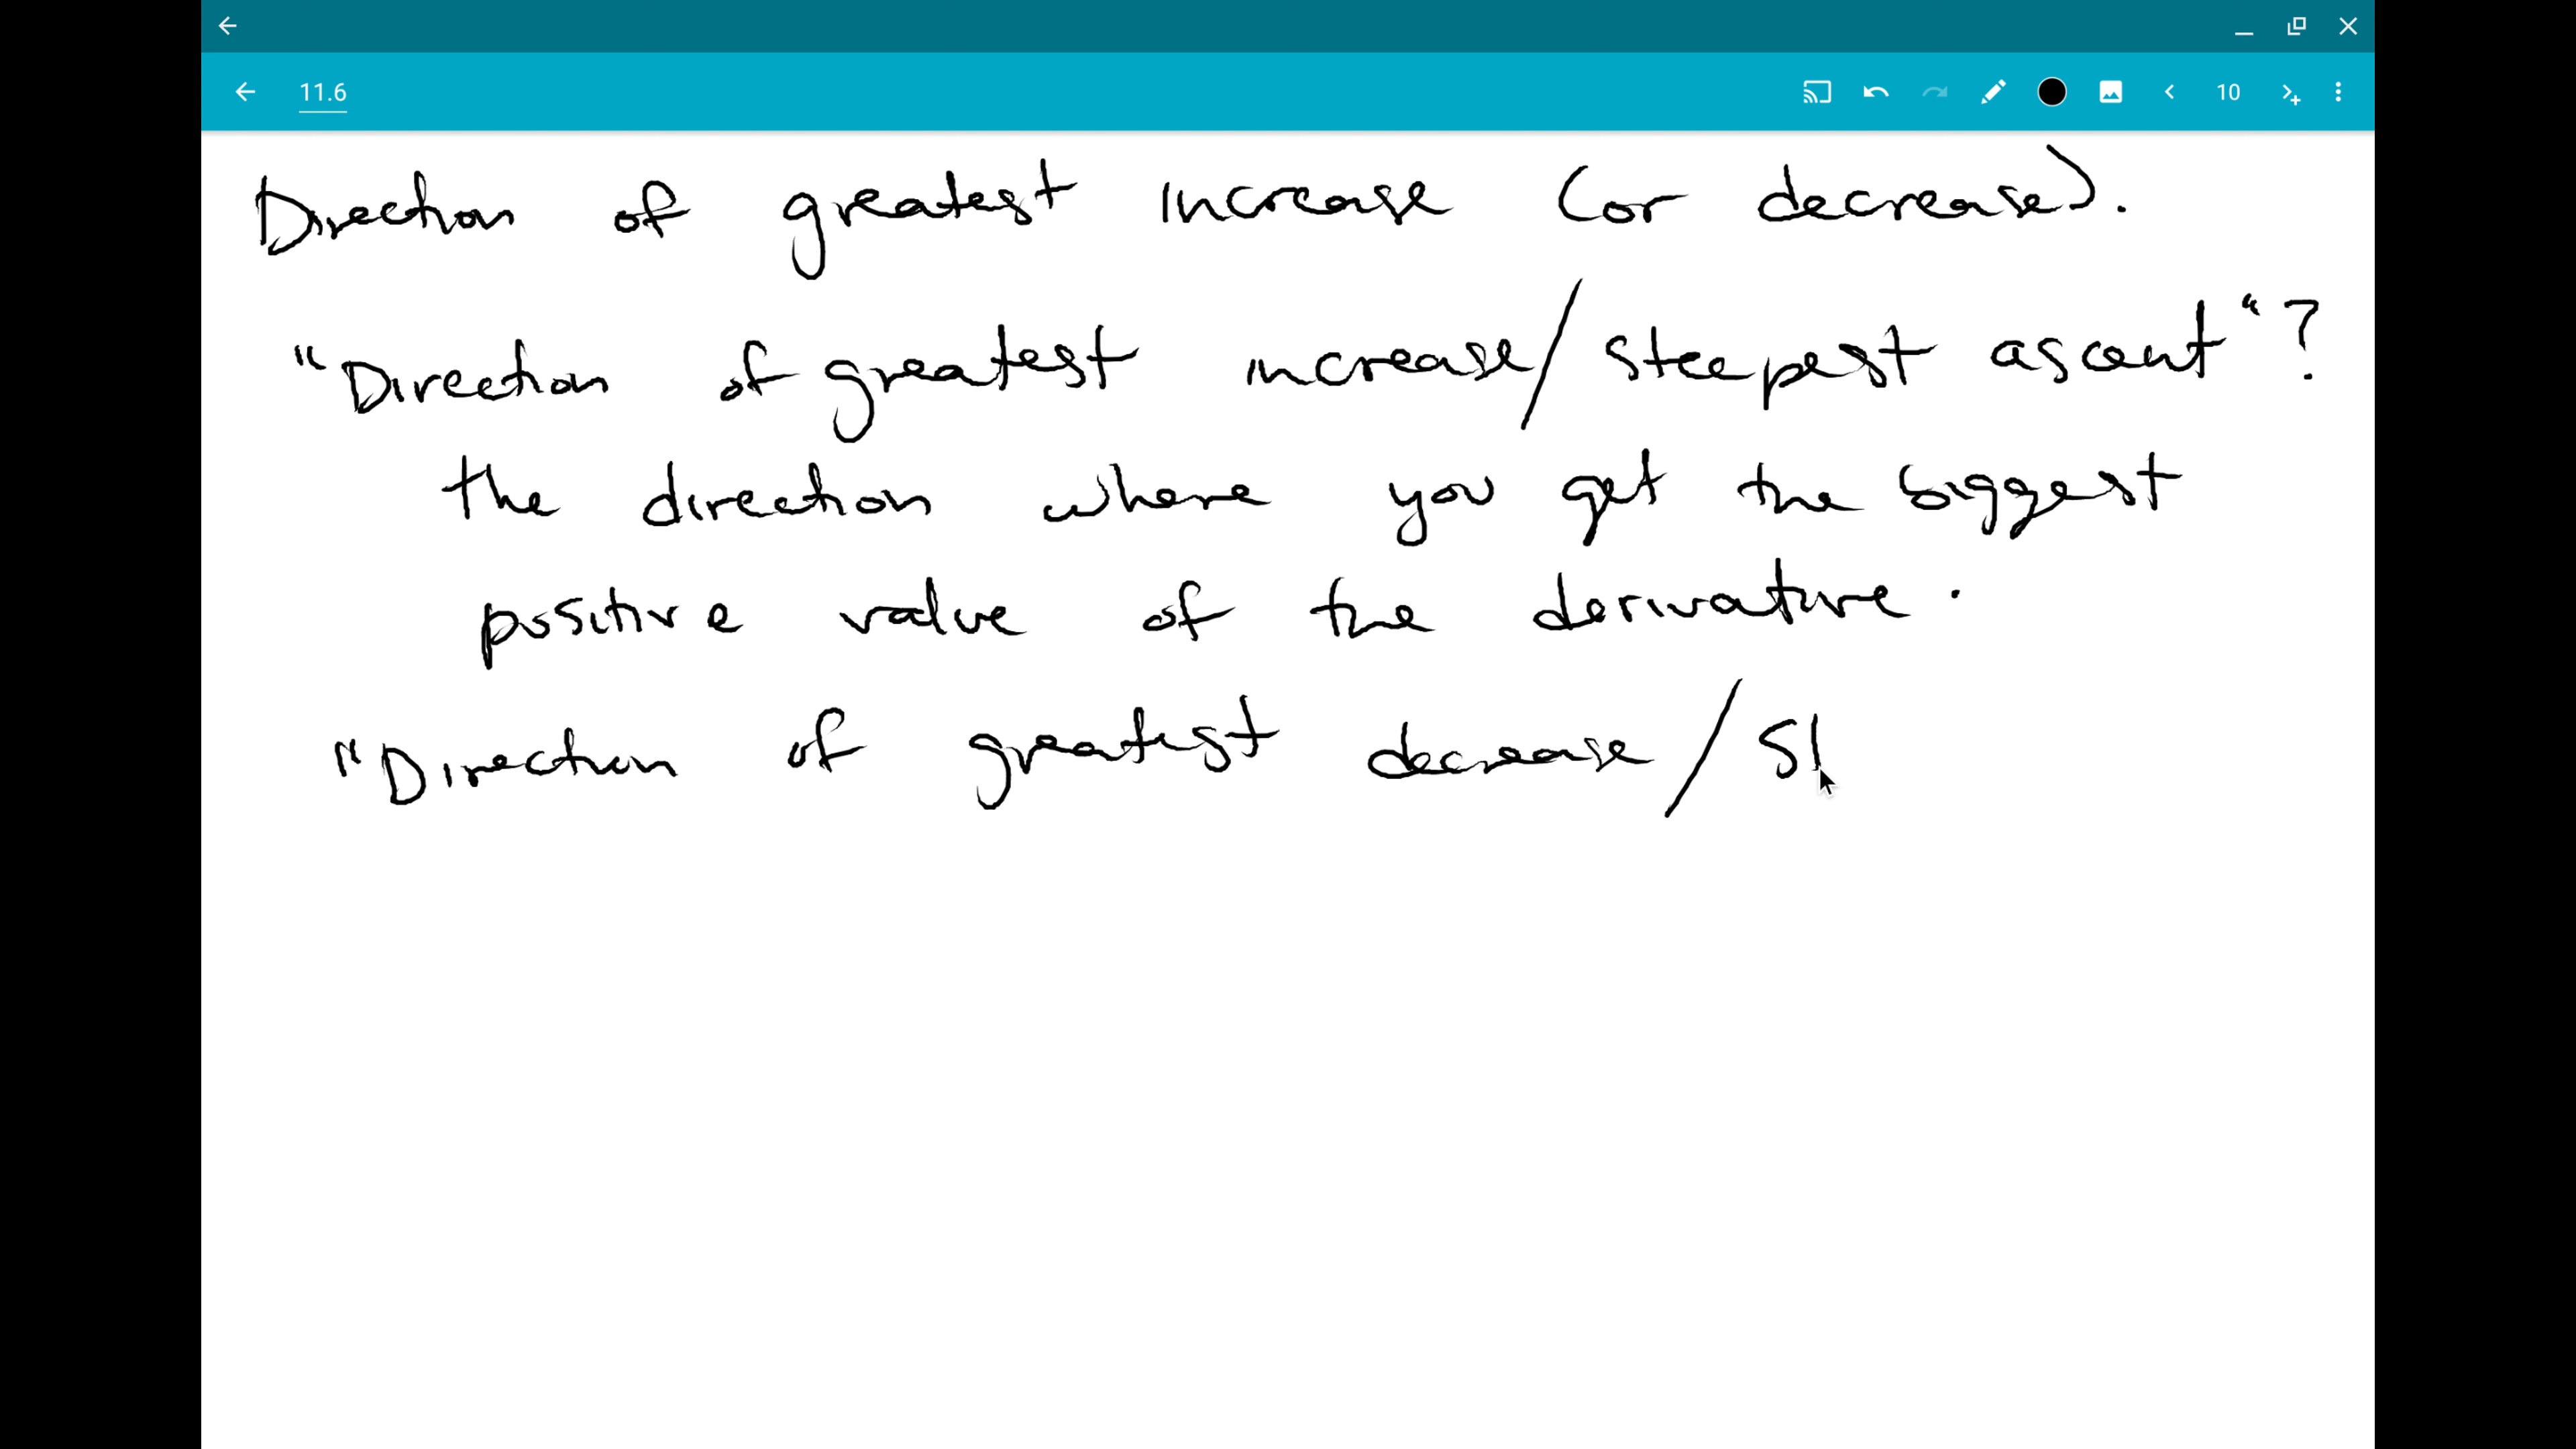 11.6
10
Direction of greatest increase (or decrease).
"Direction of greatest increase/steepest ascent"?
the direction where you get the biggest
positive value of the derivative.
"Direction of greatest decrease/